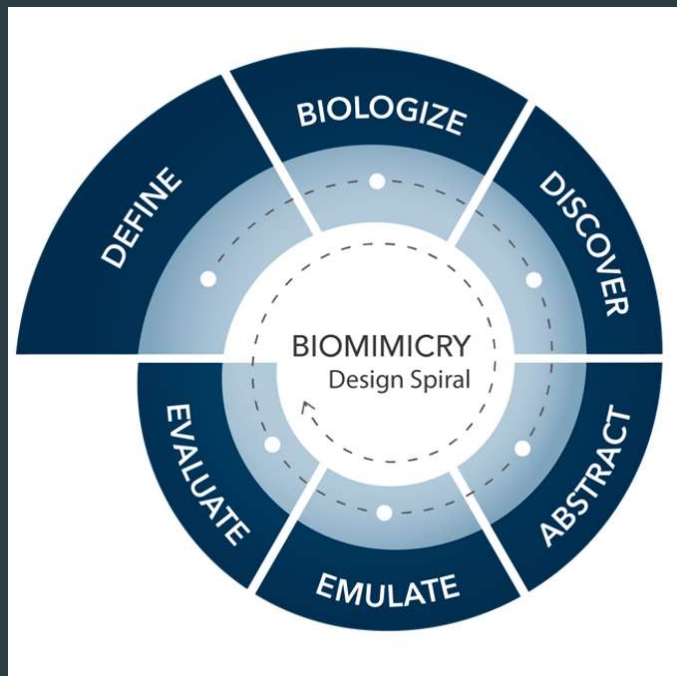 DEFINE
BIOLOGIZE
DISCOVER
ABSTRACT
EMULATE
EVALUATE
BIOMIMICRY
Design Spiral